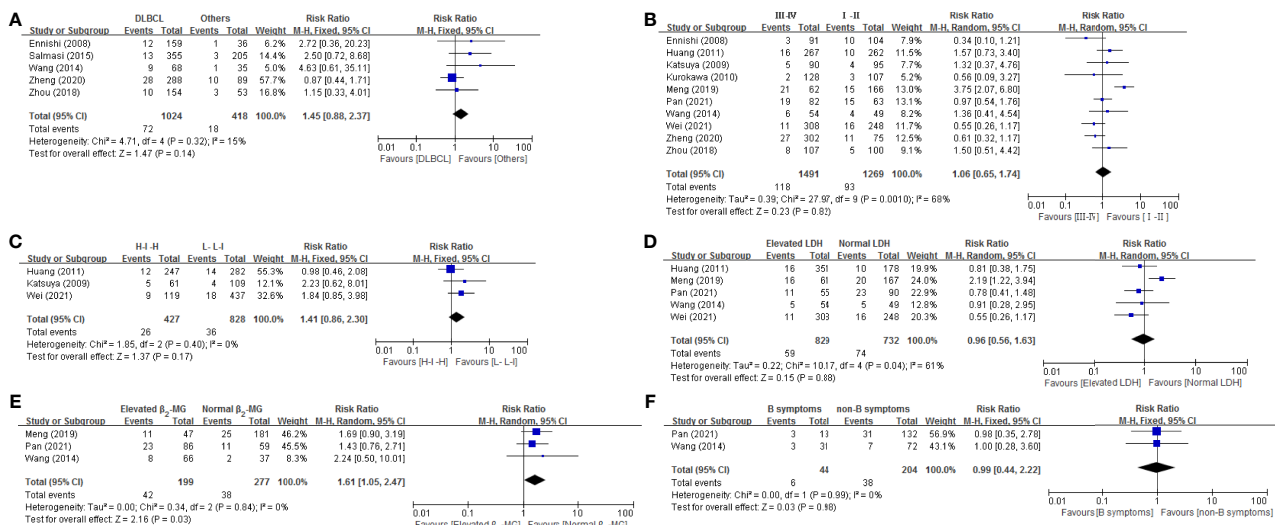 A
DLBCL Others Risk Ratio Risk Ratio
Study or Subgroup Events Total Events Total Weight M-H, Fixed, 95% CI M-H, Fixed, 95% CI
Ennishi (2008) 12 159 1 36 6.2% 2.72 [0.36, 20.23]
Salmasi (2015) 13 355 3 205 14.4% 2.50 [0.72, 8.68]
Wang (2014) 9 68 1 35 5.0% 4.63 [0.61, 35.11]
Zheng (2020) 28 288 10 89 57.7% 0.87 [0.44, 1.71]
Zhou (2018) 10 154 3 53 16.8% 1.15 [0.33, 4.01]
Total (95% CI) 1024 418 100.0% 1.45 [0.88, 2.37]
Total events 72 18
Heterogeneity: Chi² = 4.71, df = 4 (P = 0.32); I² = 15%
Test for overall effect: Z = 1.47 (P = 0.14)
0.01 0.1 1 10 100
Favours [DLBCL] Favours [Others]
B
III-IV I -II Risk Ratio Risk Ratio
Study or Subgroup Events Total Events Total Weight M-H, Random, 95% CI M-H, Random, 95% CI
Ennishi (2008) 3 91 10 104 7.9% 0.34 [0.10, 1.21]
Huang (2011) 16 267 10 262 11.6% 1.57 [0.73, 3.40]
Katsuya (2009) 5 90 4 95 7.7% 1.32 [0.37, 4.76]
Kurokawa (2010) 2 128 3 107 5.4% 0.56 [0.09, 3.27]
Meng (2019) 21 62 15 166 13.2% 3.75 [2.07, 6.80]
Pan (2021) 19 82 15 63 13.3% 0.97 [0.54, 1.76]
Wang (2014) 6 54 4 49 8.2% 1.36 [0.41, 4.54]
Wei (2021) 11 308 16 248 11.8% 0.55 [0.26, 1.17]
Zheng (2020) 27 302 11 75 12.5% 0.61 [0.32, 1.17]
Zhou (2018) 8 107 5 100 9.1% 1.50 [0.51, 4.42]
Total (95% CI) 1491 1269 100.0% 1.06 [0.65, 1.74]
Total events 118 93
Heterogeneity: Tau² = 0.39; Chi² = 27.97, df = 9 (P = 0.0010); I² = 68%
Test for overall effect: Z = 0.23 (P = 0.82)
0.01 0.1 1 10 100
Favours [III-IV] Favours [ I -II]
C
H-I -H L- L-I Risk Ratio Risk Ratio
Study or Subgroup Events Total Events Total Weight M-H, Fixed, 95% CI M-H, Fixed, 95% CI
Huang (2011) 12 247 14 282 55.3% 0.98 [0.46, 2.08]
Katsuya (2009) 5 61 4 109 12.1% 2.23 [0.62, 8.01]
Wei (2021) 9 119 18 437 32.6% 1.84 [0.85, 3.98]
Total (95% CI) 427 828 100.0% 1.41 [0.86, 2.30]
Total events 26 36
Heterogeneity: Chi² = 1.85, df = 2 (P = 0.40); I² = 0%
Test for overall effect: Z = 1.37 (P = 0.17)
0.01 0.1 1 10 100
Favours [H-I -H] Favours [L- L-I]
D
Elevated LDH Normal LDH Risk Ratio Risk Ratio
Study or Subgroup Events Total Events Total Weight M-H, Random, 95% CI M-H, Random, 95% CI
Huang (2011) 16 351 10 178 19.9% 0.81 [0.38, 1.75]
Meng (2019) 16 61 20 167 24.0% 2.19 [1.22, 3.94]
Pan (2021) 11 55 23 90 22.9% 0.78 [0.41, 1.48]
Wang (2014) 5 54 5 49 12.9% 0.91 [0.28, 2.95]
Wei (2021) 11 308 16 248 20.3% 0.55 [0.26, 1.17]
Total (95% CI) 829 732 100.0% 0.96 [0.56, 1.63]
Total events 59 74
Heterogeneity: Tau² = 0.22; Chi² = 10.17, df = 4 (P = 0.04); I² = 61%
Test for overall effect: Z = 0.15 (P = 0.88)
0.01 0.1 1 10 100
Favours [Elevated LDH] Favours [Normal LDH]
E
Elevated β₂-MG Normal β₂-MG Risk Ratio Risk Ratio
Study or Subgroup Events Total Events Total Weight M-H, Random, 95% CI M-H, Random, 95% CI
Meng (2019) 11 47 25 181 46.2% 1.69 [0.90, 3.19]
Pan (2021) 23 86 11 59 45.5% 1.43 [0.76, 2.71]
Wang (2014) 8 66 2 37 8.3% 2.24 [0.50, 10.01]
Total (95% CI) 199 277 100.0% 1.61 [1.05, 2.47]
Total events 42 38
Heterogeneity: Tau² = 0.00; Chi² = 0.34, df = 2 (P = 0.84); I² = 0%
Test for overall effect: Z = 2.16 (P = 0.03)
0.01 0.1 1 10 100
Favours [Elevated β₂-MG] Favours [Normal β₂-MG]
F
B symptoms non-B symptoms Risk Ratio Risk Ratio
Study or Subgroup Events Total Events Total Weight M-H, Fixed, 95% CI M-H, Fixed, 95% CI
Pan (2021) 3 13 31 132 56.9% 0.98 [0.35, 2.78]
Wang (2014) 3 31 7 72 43.1% 1.00 [0.28, 3.60]
Total (95% CI) 44 204 100.0% 0.99 [0.44, 2.22]
Total events 6 38
Heterogeneity: Chi² = 0.00, df = 1 (P = 0.99); I² = 0%
Test for overall effect: Z = 0.03 (P = 0.98)
0.01 0.1 1 10 100
Favours [B symptoms] Favours [non-B symptoms]